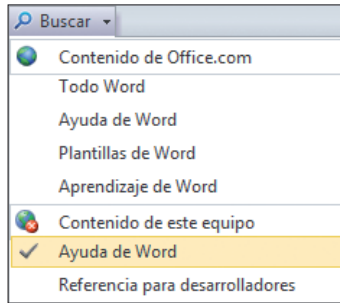 Buscar
Contenido de Office.com
Todo Word
Ayuda de Word
Plantillas de Word
Aprendizaje de Word
Contenido de este equipo
Ayuda de Word
Referencia para desarrolladores